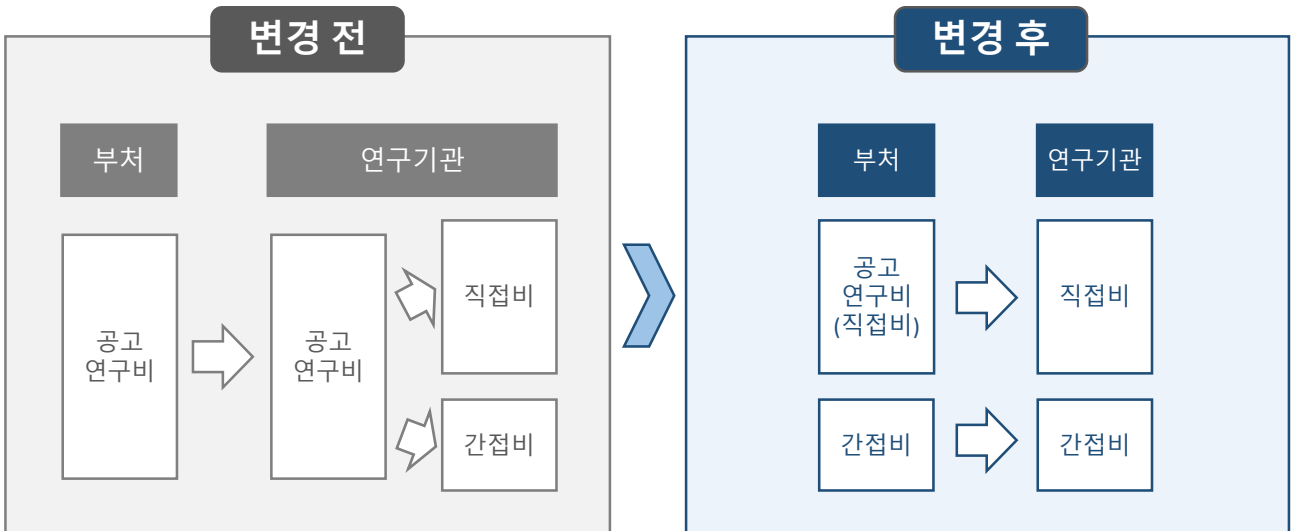 변경 전
부처
연구기관
공고
연구비
공고
연구비
직접비
간접비
변경 후
부처
연구기관
공고
연구비
(직접비)
직접비
간접비
간접비